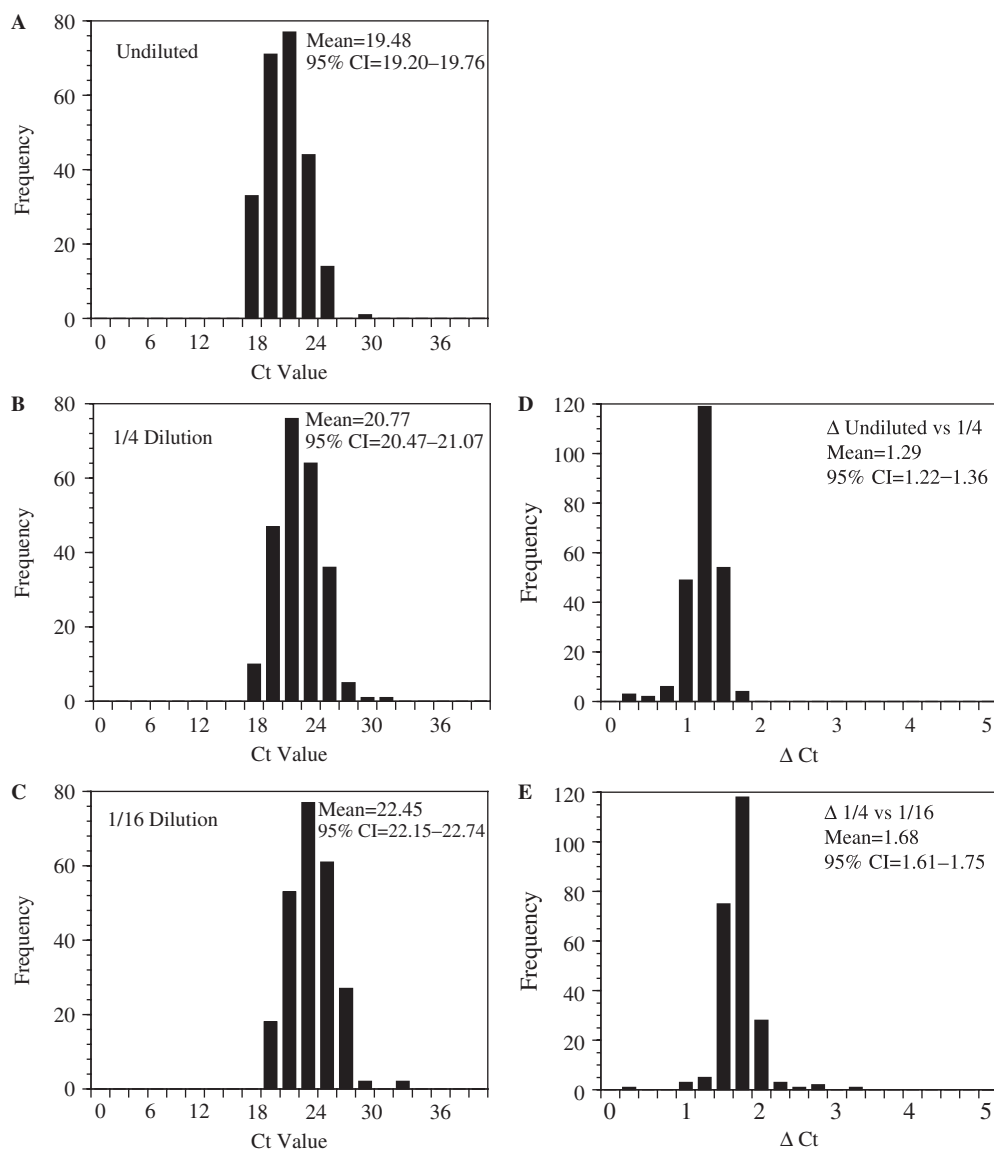 A
Undiluted
Mean=19.48
95% CI=19.20–19.76
Frequency
80
60
40
20
0
0 6 12 18 24 30 36
Ct Value
B
1/4 Dilution
Mean=20.77
95% CI=20.47–21.07
Frequency
80
60
40
20
0
0 6 12 18 24 30 36
Ct Value
D
Δ Undiluted vs 1/4
Mean=1.29
95% CI=1.22–1.36
Frequency
120
100
80
60
40
20
0
0 1 2 3 4 5
Δ Ct
C
1/16 Dilution
Mean=22.45
95% CI=22.15–22.74
Frequency
80
60
40
20
0
0 6 12 18 24 30 36
Ct Value
E
Δ 1/4 vs 1/16
Mean=1.68
95% CI=1.61–1.75
Frequency
120
100
80
60
40
20
0
0 1 2 3 4 5
Δ Ct